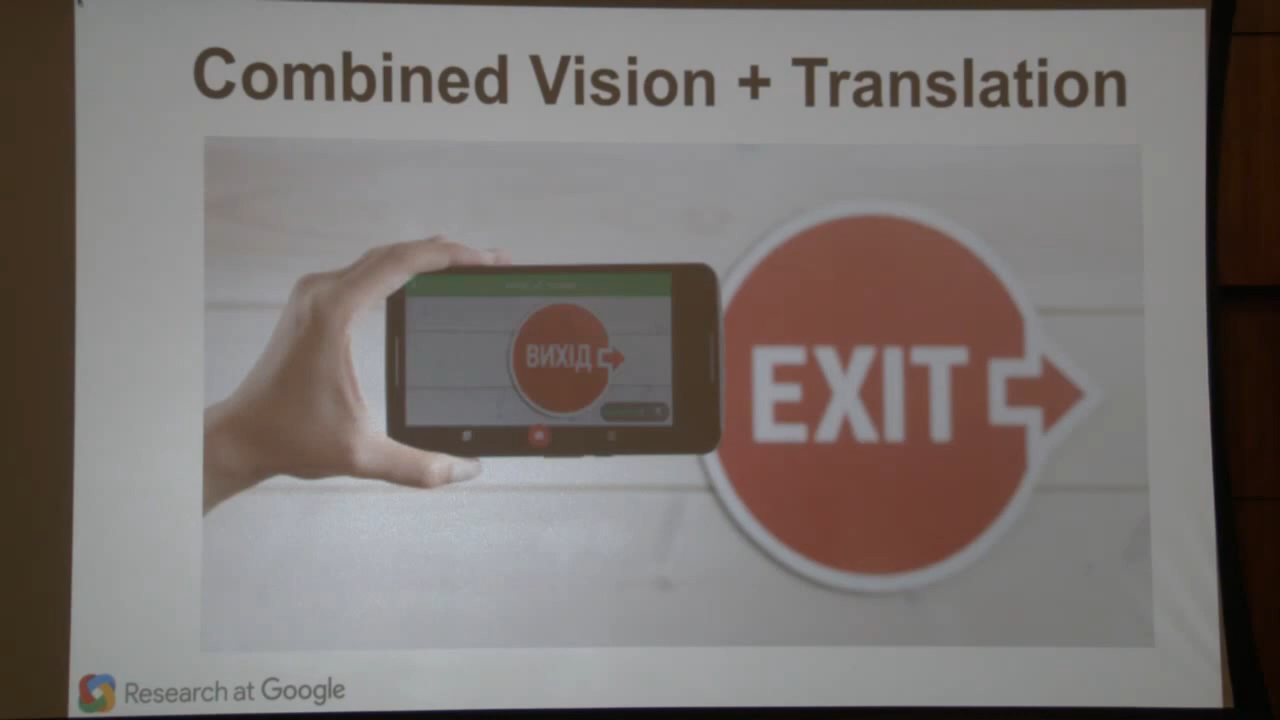 Combined Vision + Translation
ВИХІД
EXIT
Research at Google